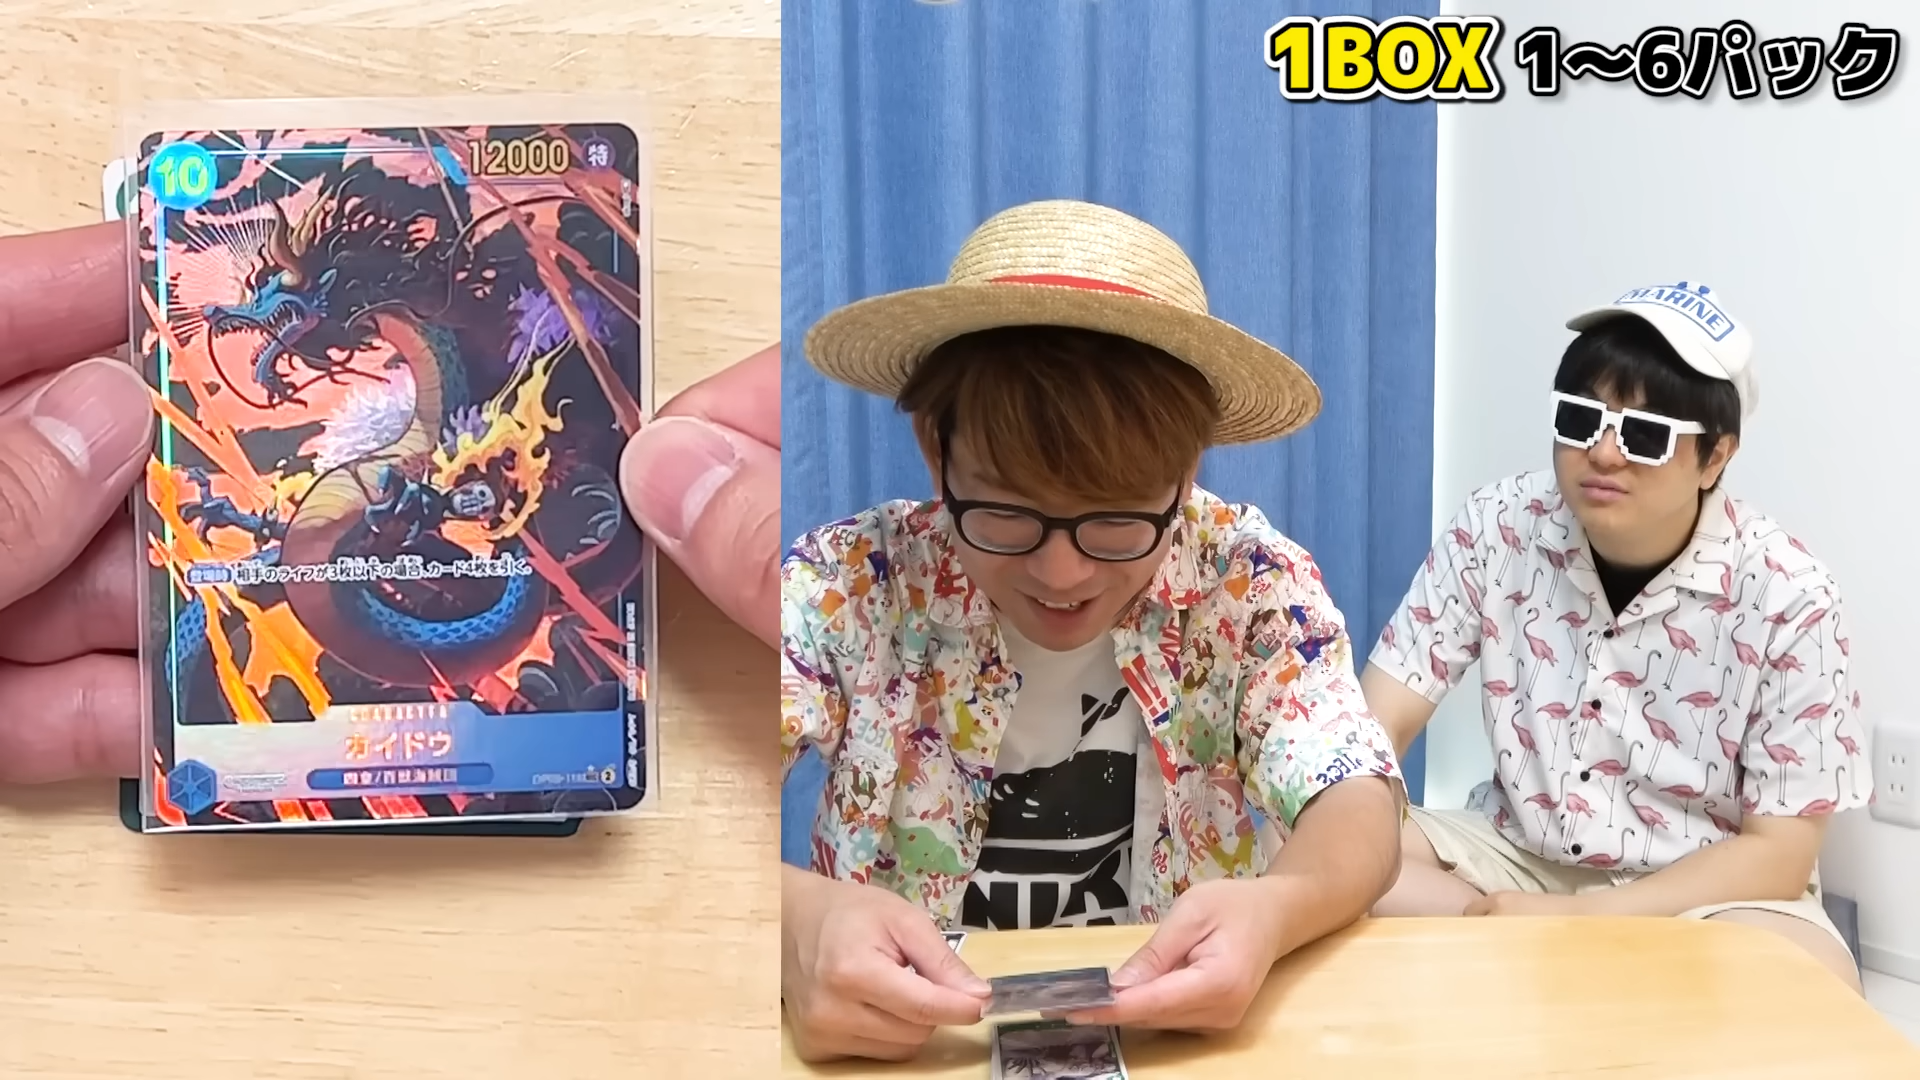 1BOX 1〜6パック
10
12000 特
登場時 相手のライフが3枚以下の場合、カード4枚を引く。
CHARACTER
カイドウ
四皇/百獣海賊団
2
MARINE